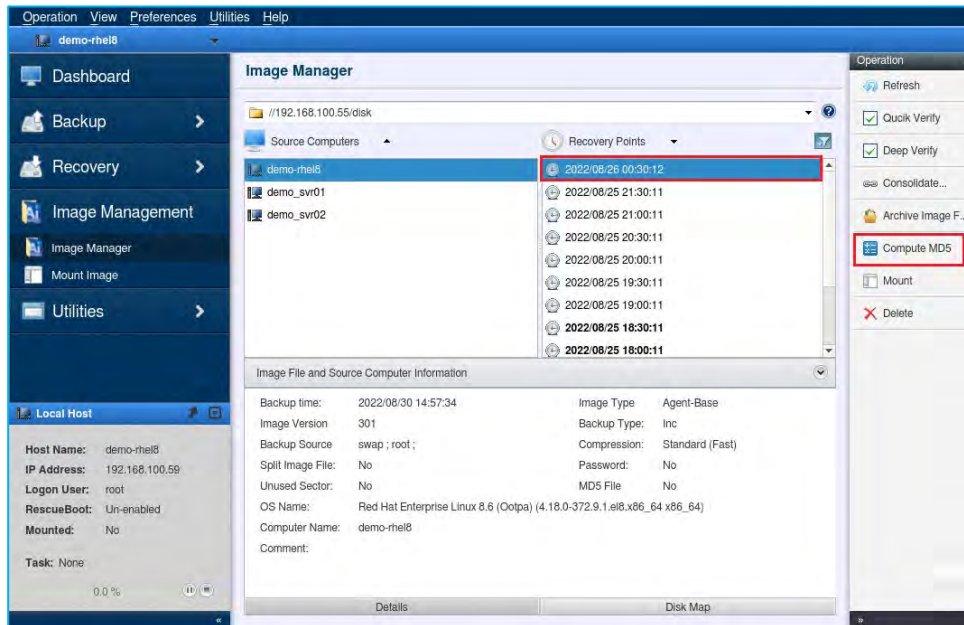 Operation View Preferences Utilities Help
demo-rhel8
Dashboard
Backup
Recovery
Image Management
Image Manager
Mount Image
Utilities
Local Host
Host Name: demo-rhel8
IP Address: 192.168.100.59
Logon User: root
RescueBoot: Un-enabled
Mounted: No
Task: None
0.0 %
«
Image Manager
//192.168.100.55/disk
Source Computers
demo-rhel8
demo_svr01
demo_svr02
Recovery Points
2022/08/26 00:30:12
2022/08/25 21:30:11
2022/08/25 21:00:11
2022/08/25 20:30:11
2022/08/25 20:00:11
2022/08/25 19:30:11
2022/08/25 19:00:11
2022/08/25 18:30:11
2022/08/25 18:00:11
Image File and Source Computer Information
Backup time: 2022/08/30 14:57:34
Image Version 301
Backup Source swap ; root ;
Split Image File: No
Unused Sector: No
OS Name: Red Hat Enterprise Linux 8.6 (Ootpa) (4.18.0-372.9.1.el8.x86_64 x86_64)
Computer Name: demo-rhel8
Comment:
Image Type Agent-Base
Backup Type: Inc
Compression: Standard (Fast)
Password: No
MD5 File No
Details
Disk Map
Operation
Refresh
Qucik Verify
Deep Verify
Consolidate...
Archive Image F..
Compute MD5
Mount
Delete
»